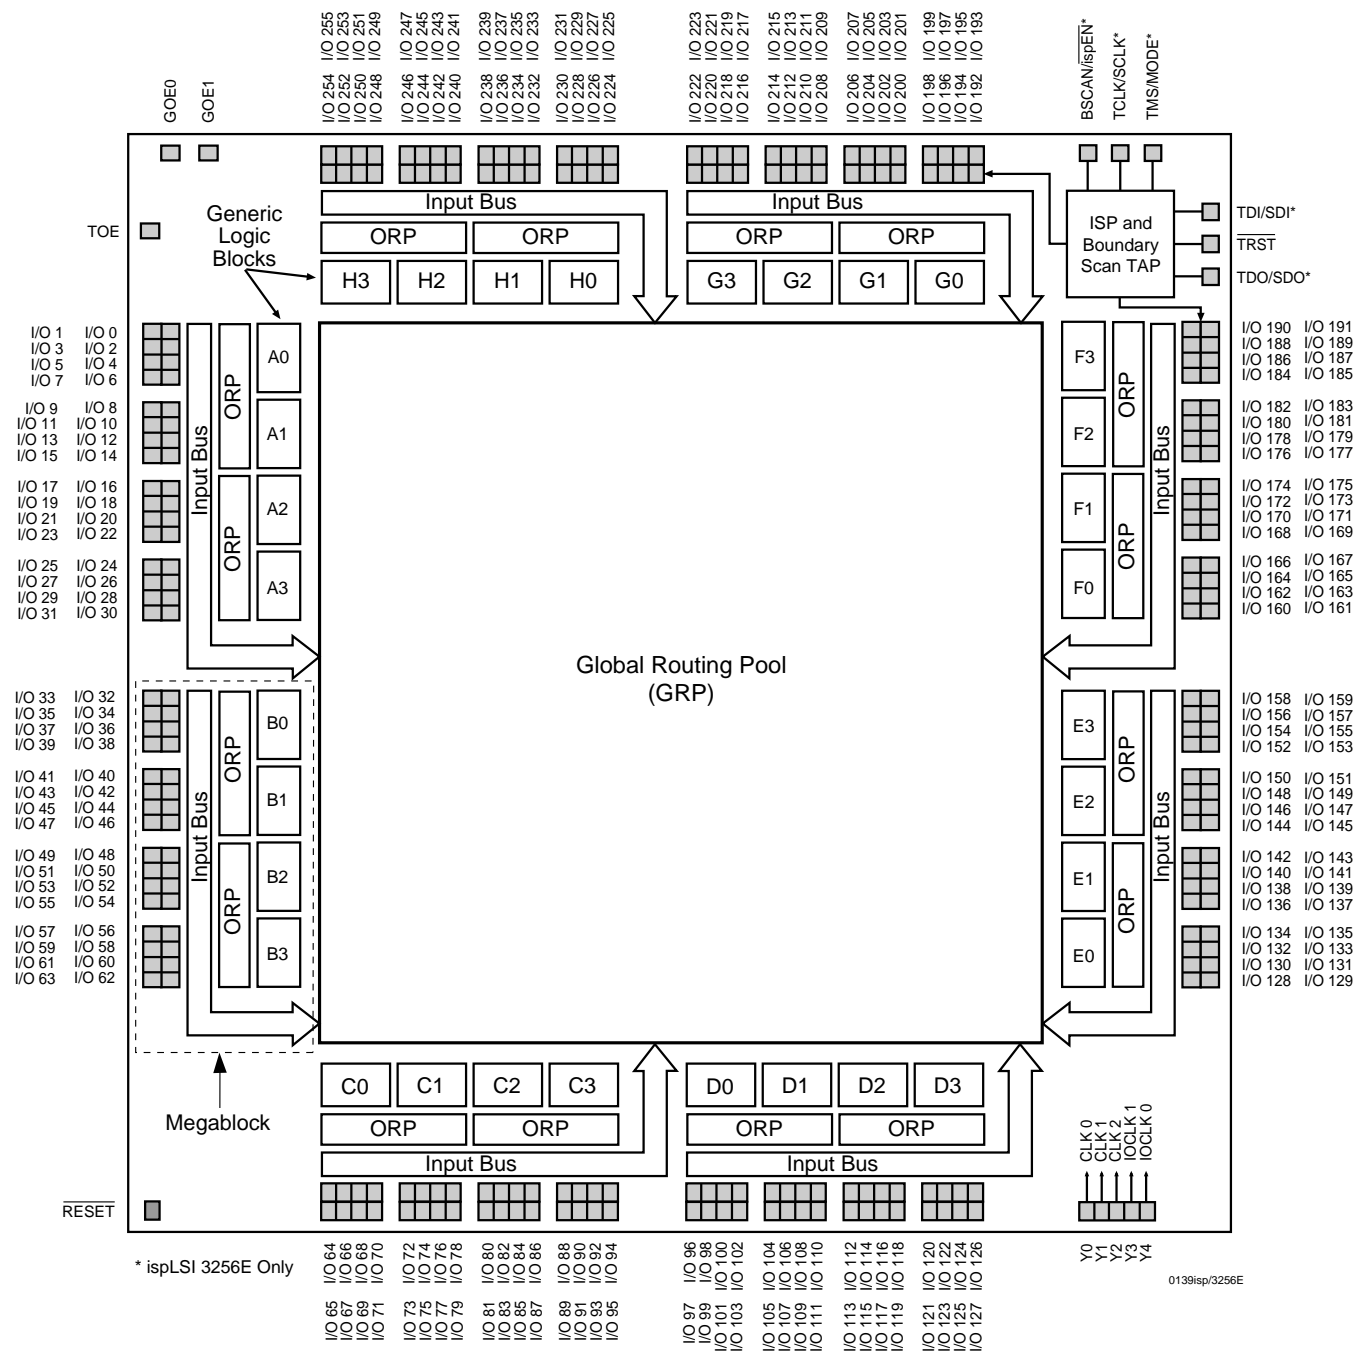 I/O 255 I/O 253 I/O 251 I/O 249 I/O 247 I/O 245 I/O 243 I/O 241 I/O 239 I/O 237 I/O 235 I/O 233 I/O 231 I/O 229 I/O 227 I/O 225 I/O 223 I/O 221 I/O 219 I/O 217 I/O 215 I/O 213 I/O 211 I/O 209 I/O 207 I/O 205 I/O 203 I/O 201 I/O 199 I/O 197 I/O 195 I/O 193
I/O 254 I/O 252 I/O 250 I/O 248 I/O 246 I/O 244 I/O 242 I/O 240 I/O 238 I/O 236 I/O 234 I/O 232 I/O 230 I/O 228 I/O 226 I/O 224 I/O 222 I/O 220 I/O 218 I/O 216 I/O 214 I/O 212 I/O 210 I/O 208 I/O 206 I/O 204 I/O 202 I/O 200 I/O 198 I/O 196 I/O 194 I/O 192
GOE0
GOE1
BSCAN/ispEN*
TCLK/SCLK*
TMS/MODE*
TOE
Generic
Logic
Blocks
Input Bus
ORP ORP
H3 H2 H1 H0
Input Bus
ORP ORP
G3 G2 G1 G0
ISP and
Boundary
Scan TAP
TDI/SDI*
TRST
TDO/SDO*
I/O 1 I/O 0
I/O 3 I/O 2
I/O 5 I/O 4
I/O 7 I/O 6
I/O 9 I/O 8
I/O 11 I/O 10
I/O 13 I/O 12
I/O 15 I/O 14
I/O 17 I/O 16
I/O 19 I/O 18
I/O 21 I/O 20
I/O 23 I/O 22
I/O 25 I/O 24
I/O 27 I/O 26
I/O 29 I/O 28
I/O 31 I/O 30
Input Bus
ORP
ORP
A0
A1
A2
A3
Global Routing Pool
(GRP)
F3
F2
F1
F0
ORP
ORP
Input Bus
I/O 190 I/O 191
I/O 188 I/O 189
I/O 186 I/O 187
I/O 184 I/O 185
I/O 182 I/O 183
I/O 180 I/O 181
I/O 178 I/O 179
I/O 176 I/O 177
I/O 174 I/O 175
I/O 172 I/O 173
I/O 170 I/O 171
I/O 168 I/O 169
I/O 166 I/O 167
I/O 164 I/O 165
I/O 162 I/O 163
I/O 160 I/O 161
I/O 33 I/O 32
I/O 35 I/O 34
I/O 37 I/O 36
I/O 39 I/O 38
I/O 41 I/O 40
I/O 43 I/O 42
I/O 45 I/O 44
I/O 47 I/O 46
I/O 49 I/O 48
I/O 51 I/O 50
I/O 53 I/O 52
I/O 55 I/O 54
I/O 57 I/O 56
I/O 59 I/O 58
I/O 61 I/O 60
I/O 63 I/O 62
Input Bus
ORP
ORP
B0
B1
B2
B3
E3
E2
E1
E0
ORP
ORP
Input Bus
I/O 158 I/O 159
I/O 156 I/O 157
I/O 154 I/O 155
I/O 152 I/O 153
I/O 150 I/O 151
I/O 148 I/O 149
I/O 146 I/O 147
I/O 144 I/O 145
I/O 142 I/O 143
I/O 140 I/O 141
I/O 138 I/O 139
I/O 136 I/O 137
I/O 134 I/O 135
I/O 132 I/O 133
I/O 130 I/O 131
I/O 128 I/O 129
Megablock
C0 C1 C2 C3
ORP ORP
Input Bus
D0 D1 D2 D3
ORP ORP
Input Bus
CLK 0
CLK 1
CLK 2
IOCLK 1
IOCLK 0
RESET
Y0
Y1
Y2
Y3
Y4
* ispLSI 3256E Only
I/O 64 I/O 66 I/O 68 I/O 70 I/O 72 I/O 74 I/O 76 I/O 78 I/O 80 I/O 82 I/O 84 I/O 86 I/O 88 I/O 90 I/O 92 I/O 94 I/O 96 I/O 98 I/O 100 I/O 102 I/O 104 I/O 106 I/O 108 I/O 110 I/O 112 I/O 114 I/O 116 I/O 118 I/O 120 I/O 122 I/O 124 I/O 126
I/O 65 I/O 67 I/O 69 I/O 71 I/O 73 I/O 75 I/O 77 I/O 79 I/O 81 I/O 83 I/O 85 I/O 87 I/O 89 I/O 91 I/O 93 I/O 95 I/O 97 I/O 99 I/O 101 I/O 103 I/O 105 I/O 107 I/O 109 I/O 111 I/O 113 I/O 115 I/O 117 I/O 119 I/O 121 I/O 123 I/O 125 I/O 127
0139isp/3256E